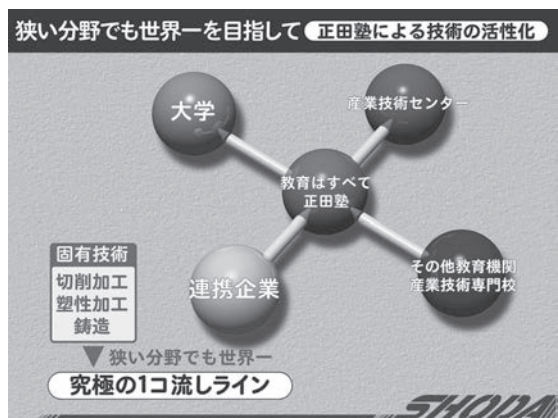 狭い分野でも世界一を目指して 正田塾による技術の活性化
大学
産業技術センター
教育はすべて
正田塾
連携企業
その他教育機関
産業技術専門校
固有技術
切削加工
塑性加工
鋳造
狭い分野でも世界一
究極の1コ流しライン
SHODA